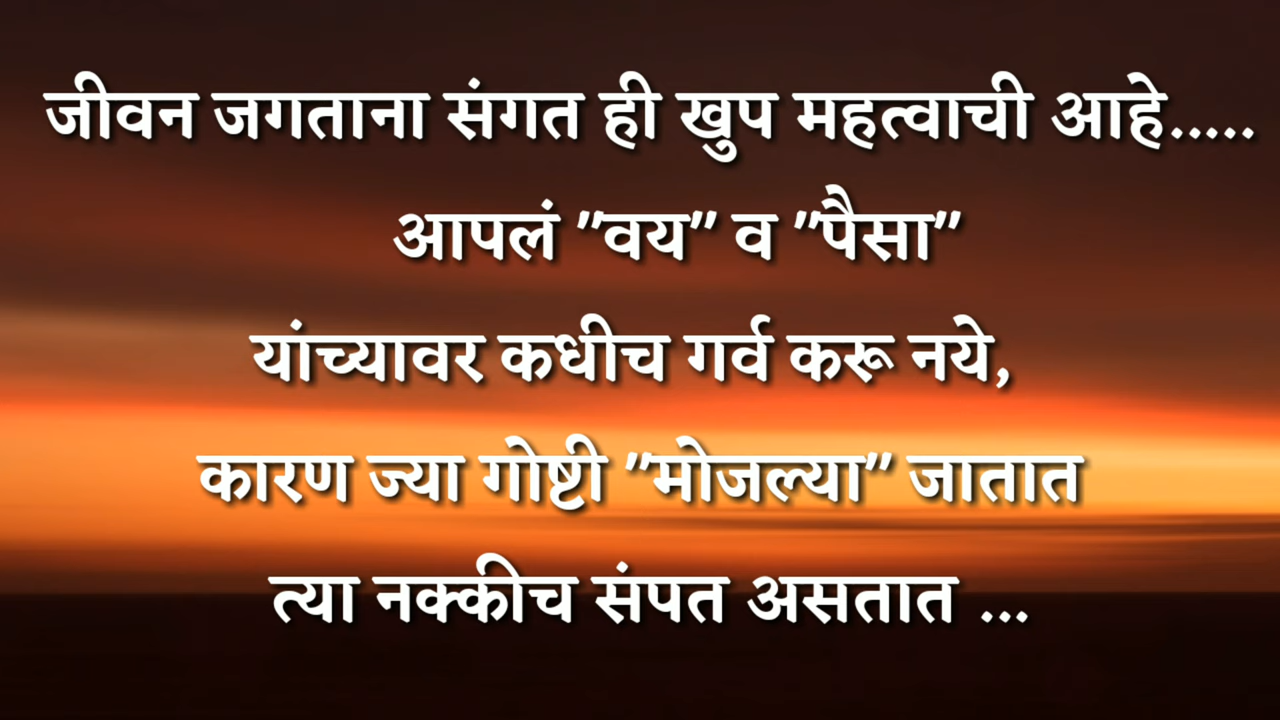 जीवन जगताना संगत ही खुप महत्वाची आहे.....
आपलं "वय" व "पैसा"
यांच्यावर कधीच गर्व करू नये,
कारण ज्या गोष्टी "मोजल्या" जातात
त्या नक्कीच संपत असतात ...